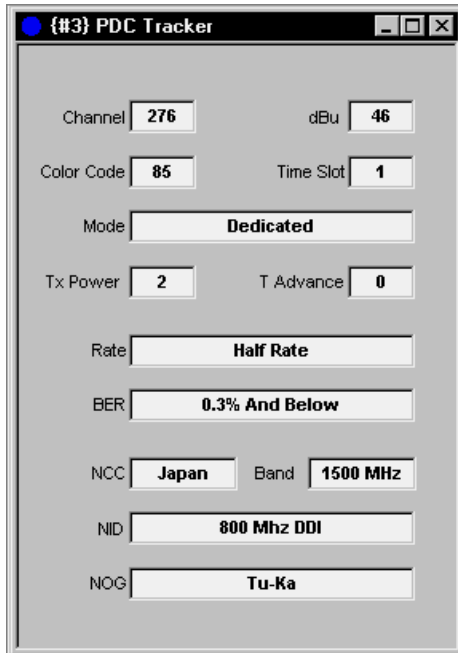 {#3} PDC Tracker
Channel 276 dBu 46
Color Code 85 Time Slot 1
Mode Dedicated
Tx Power 2 T Advance 0
Rate Half Rate
BER 0.3% And Below
NCC Japan Band 1500 MHz
NID 800 Mhz DDI
NOG Tu-Ka